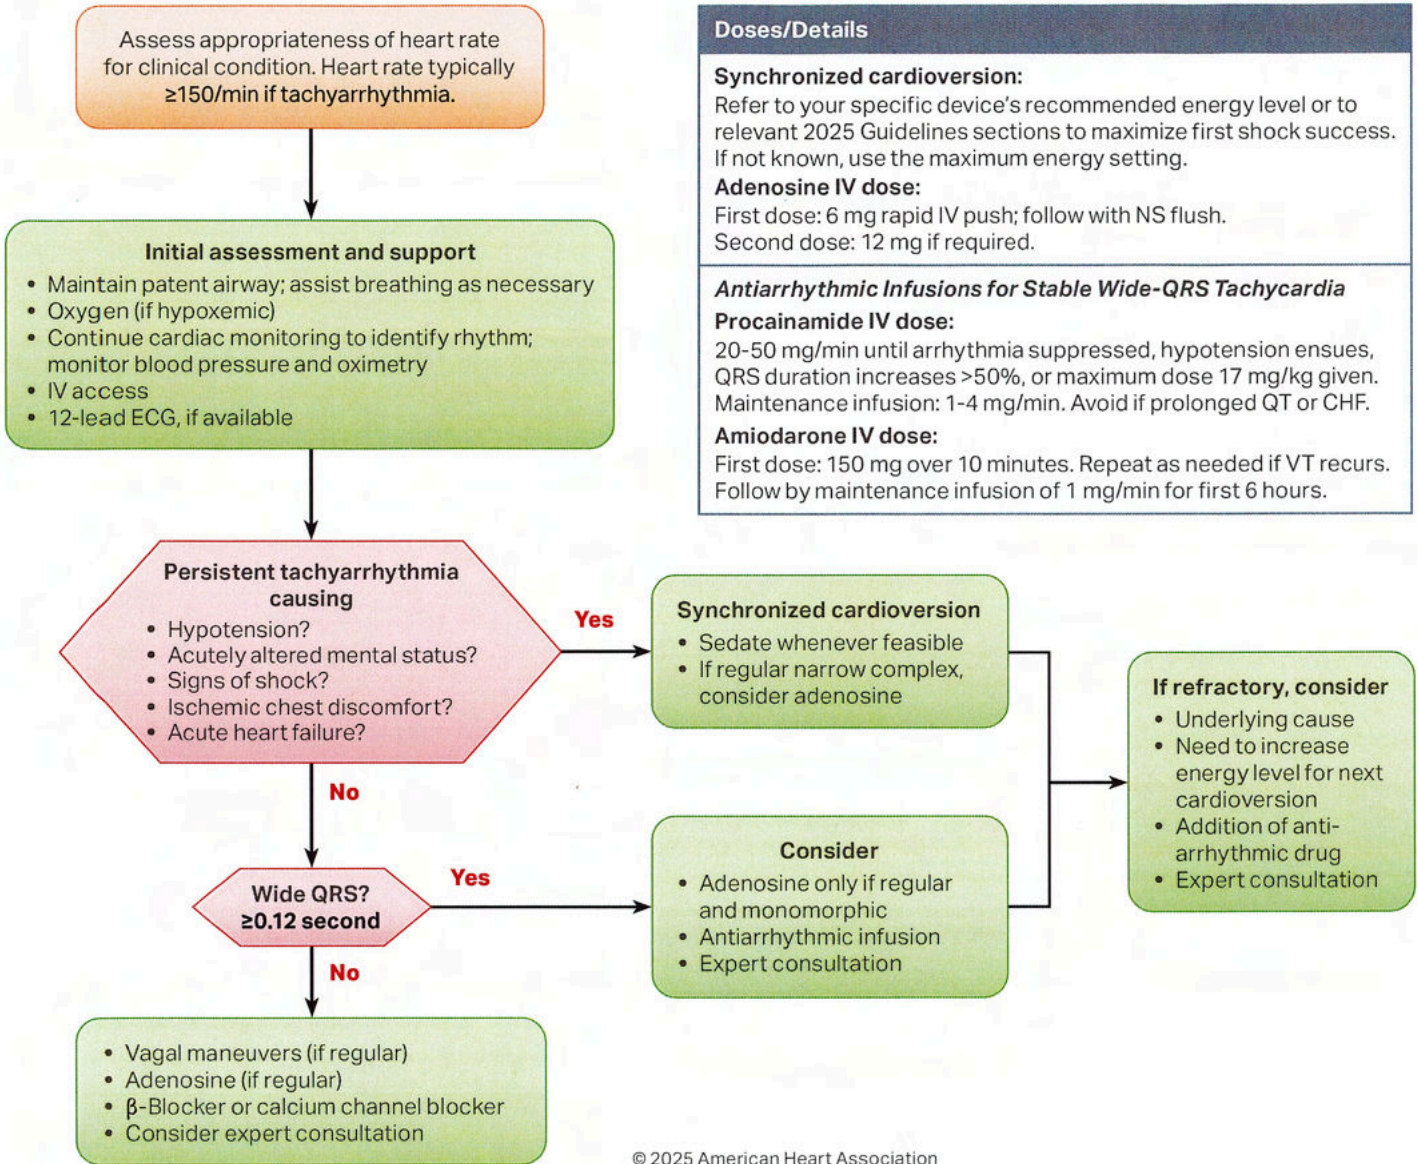 Assess appropriateness of heart rate
for clinical condition. Heart rate typically
≥150/min if tachyarrhythmia.
Initial assessment and support
• Maintain patent airway; assist breathing as necessary
• Oxygen (if hypoxemic)
• Continue cardiac monitoring to identify rhythm;
monitor blood pressure and oximetry
• IV access
• 12-lead ECG, if available
Persistent tachyarrhythmia
causing
• Hypotension?
• Acutely altered mental status?
• Signs of shock?
• Ischemic chest discomfort?
• Acute heart failure?
Yes
Synchronized cardioversion
• Sedate whenever feasible
• If regular narrow complex,
consider adenosine
If refractory, consider
• Underlying cause
• Need to increase
energy level for next
cardioversion
• Addition of anti-
arrhythmic drug
• Expert consultation
No
Wide QRS?
≥0.12 second
Yes
Consider
• Adenosine only if regular
and monomorphic
• Antiarrhythmic infusion
• Expert consultation
No
• Vagal maneuvers (if regular)
• Adenosine (if regular)
• β-Blocker or calcium channel blocker
• Consider expert consultation
Doses/Details
Synchronized cardioversion:
Refer to your specific device's recommended energy level or to
relevant 2025 Guidelines sections to maximize first shock success.
If not known, use the maximum energy setting.
Adenosine IV dose:
First dose: 6 mg rapid IV push; follow with NS flush.
Second dose: 12 mg if required.
Antiarrhythmic Infusions for Stable Wide-QRS Tachycardia
Procainamide IV dose:
20-50 mg/min until arrhythmia suppressed, hypotension ensues,
QRS duration increases >50%, or maximum dose 17 mg/kg given.
Maintenance infusion: 1-4 mg/min. Avoid if prolonged QT or CHF.
Amiodarone IV dose:
First dose: 150 mg over 10 minutes. Repeat as needed if VT recurs.
Follow by maintenance infusion of 1 mg/min for first 6 hours.
© 2025 American Heart Association